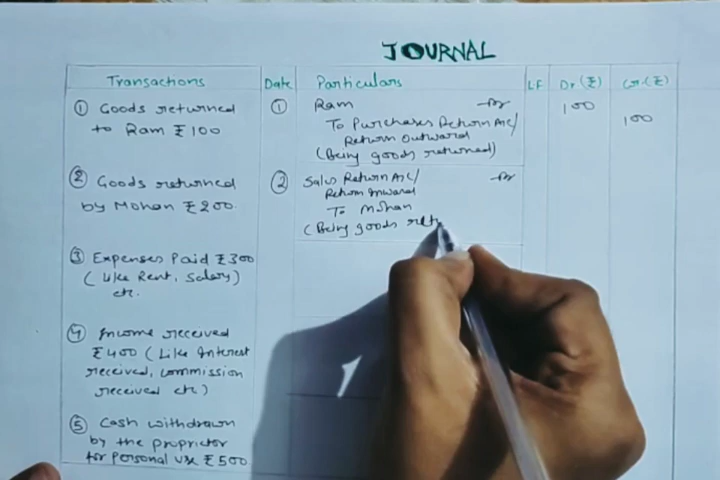 JOURNAL
Transactions Date Particulars LF Dr (₹) Cr. (₹)
① Goods returned
to Ram ₹100
① Ram Dr 100
To Purchases Return A/c/ 100
Return outward
(Being goods returned)
② Goods returned
by Mohan ₹200.
② Sales Return A/c/ Dr
Return Inward
To Mohan
(Being goods ret
③ Expenses Paid ₹300
(Like Rent, Salary)
etc.
④ Income received
₹400 (Like Interest
received, commission
received etc)
⑤ Cash withdrawn
by the proprietor
for personal use ₹500